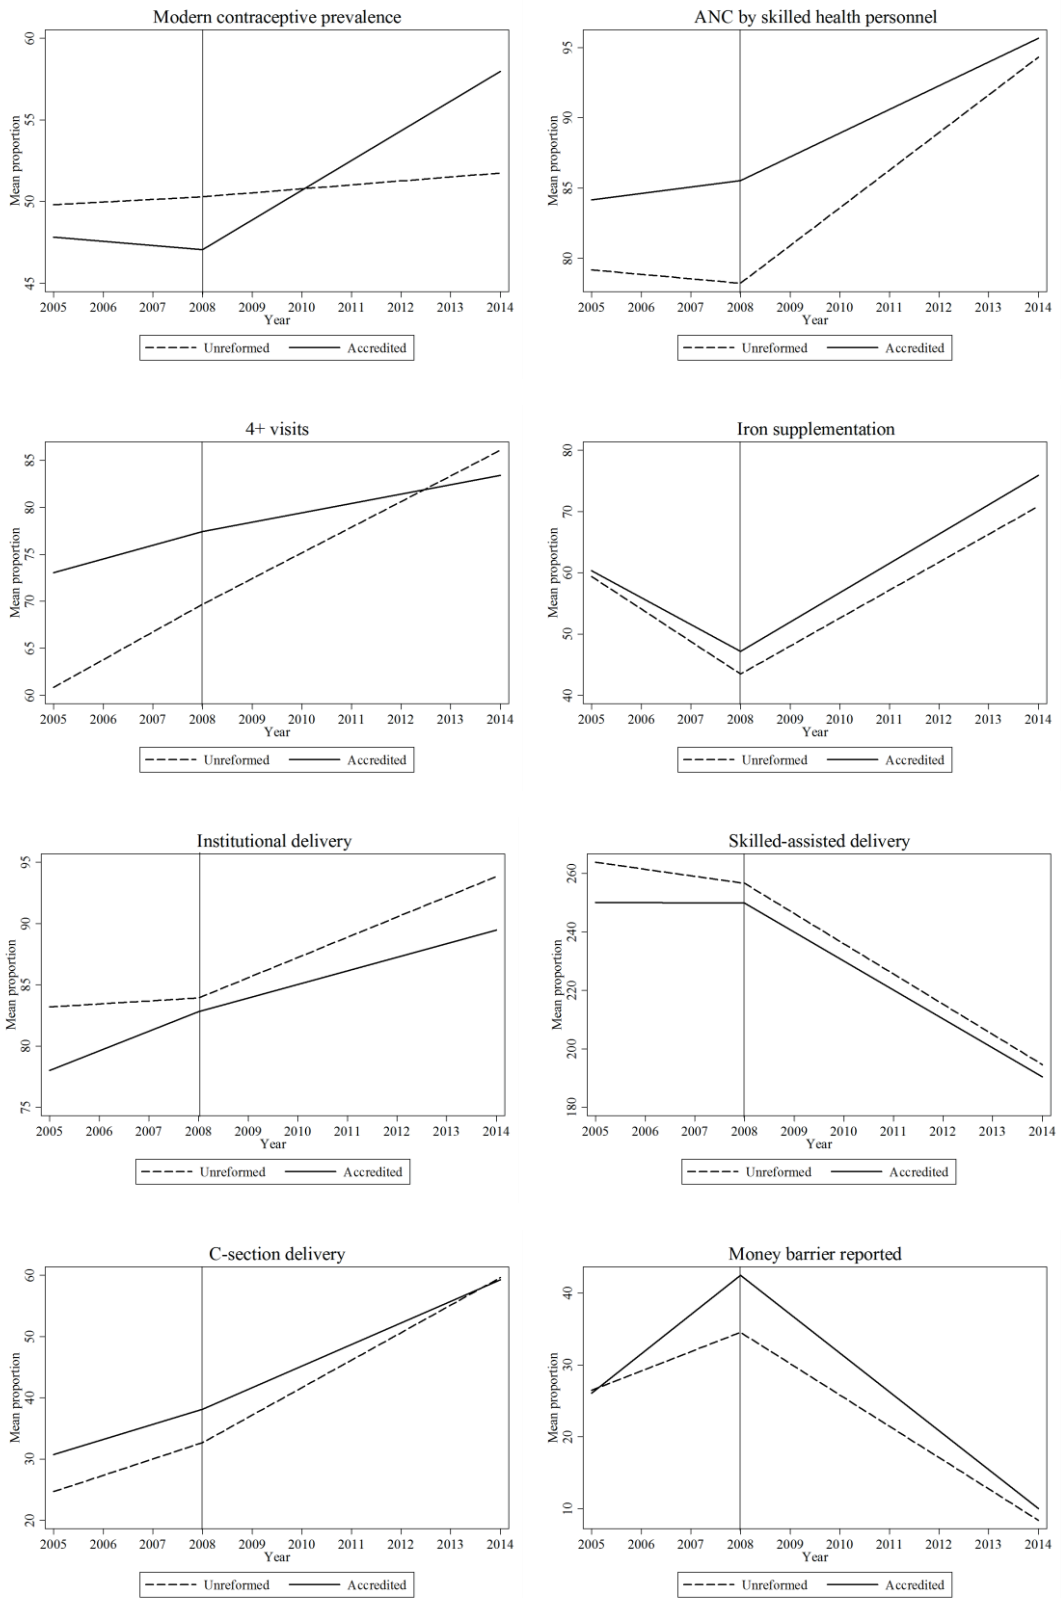 Modern contraceptive prevalence
Mean proportion
60
55
50
45
2005 2006 2007 2008 2009 2010 2011 2012 2013 2014
Year
Unreformed Accredited
ANC by skilled health personnel
Mean proportion
95
90
85
80
2005 2006 2007 2008 2009 2010 2011 2012 2013 2014
Year
Unreformed Accredited
4+ visits
Mean proportion
85
80
75
70
65
60
2005 2006 2007 2008 2009 2010 2011 2012 2013 2014
Year
Unreformed Accredited
Iron supplementation
Mean proportion
80
70
60
50
40
2005 2006 2007 2008 2009 2010 2011 2012 2013 2014
Year
Unreformed Accredited
Institutional delivery
Mean proportion
95
90
85
80
75
2005 2006 2007 2008 2009 2010 2011 2012 2013 2014
Year
Unreformed Accredited
Skilled-assisted delivery
Mean proportion
260
240
220
200
180
2005 2006 2007 2008 2009 2010 2011 2012 2013 2014
Year
Unreformed Accredited
C-section delivery
Mean proportion
60
50
40
30
20
2005 2006 2007 2008 2009 2010 2011 2012 2013 2014
Year
Unreformed Accredited
Money barrier reported
Mean proportion
40
30
20
10
2005 2006 2007 2008 2009 2010 2011 2012 2013 2014
Year
Unreformed Accredited